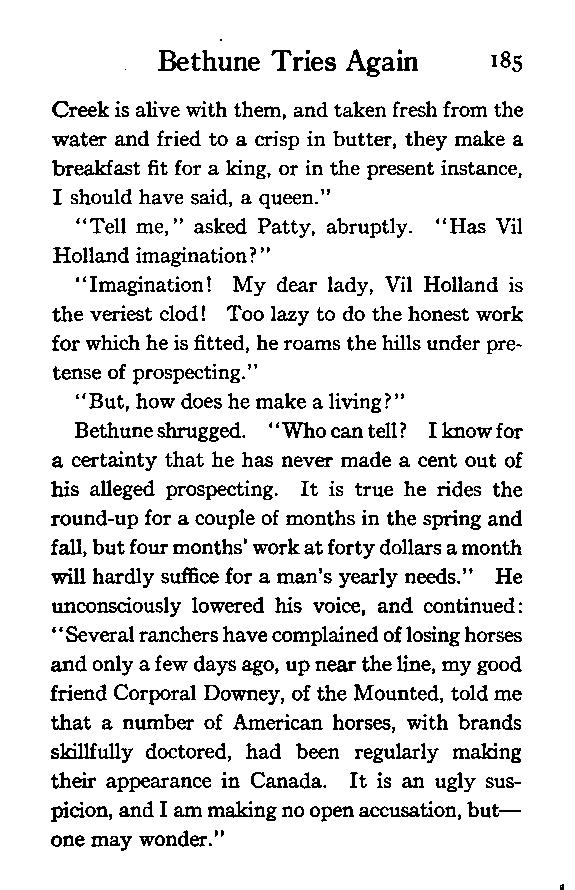 Bethune Tries Again 185
Creek is alive with them, and taken fresh from the
water and fried to a crisp in butter, they make a
breakfast fit for a king, or in the present instance,
I should have said, a queen."
"Tell me," asked Patty, abruptly. "Has Vil
Holland imagination?"
"Imagination! My dear lady, Vil Holland is
the veriest clod! Too lazy to do the honest work
for which he is fitted, he roams the hills under pre-
tense of prospecting."
"But, how does he make a living?"
Bethune shrugged. "Who can tell? I know for
a certainty that he has never made a cent out of
his alleged prospecting. It is true he rides the
round-up for a couple of months in the spring and
fall, but four months' work at forty dollars a month
will hardly suffice for a man's yearly needs." He
unconsciously lowered his voice, and continued:
"Several ranchers have complained of losing horses
and only a few days ago, up near the line, my good
friend Corporal Downey, of the Mounted, told me
that a number of American horses, with brands
skillfully doctored, had been regularly making
their appearance in Canada. It is an ugly sus-
picion, and I am making no open accusation, but—
one may wonder."